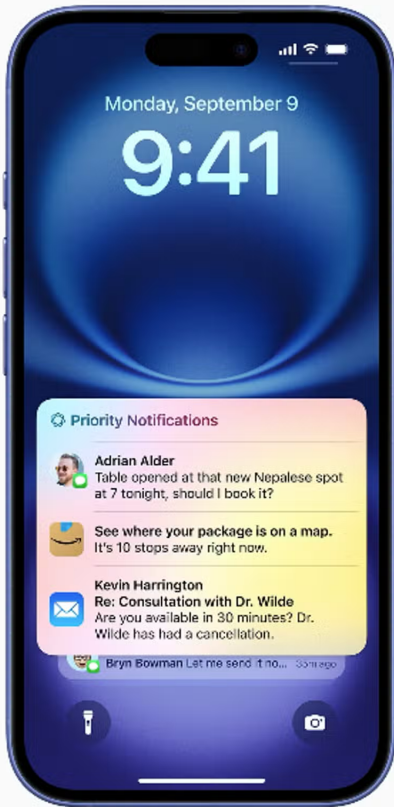 Monday, September 9
9:41
Priority Notifications
Adrian Alder
Table opened at that new Nepalese spot
at 7 tonight, should I book it?
See where your package is on a map.
It's 10 stops away right now.
Kevin Harrington
Re: Consultation with Dr. Wilde
Are you available in 30 minutes? Dr.
Wilde has had a cancellation.
Bryn Bowman Let me send it no... 35m ago